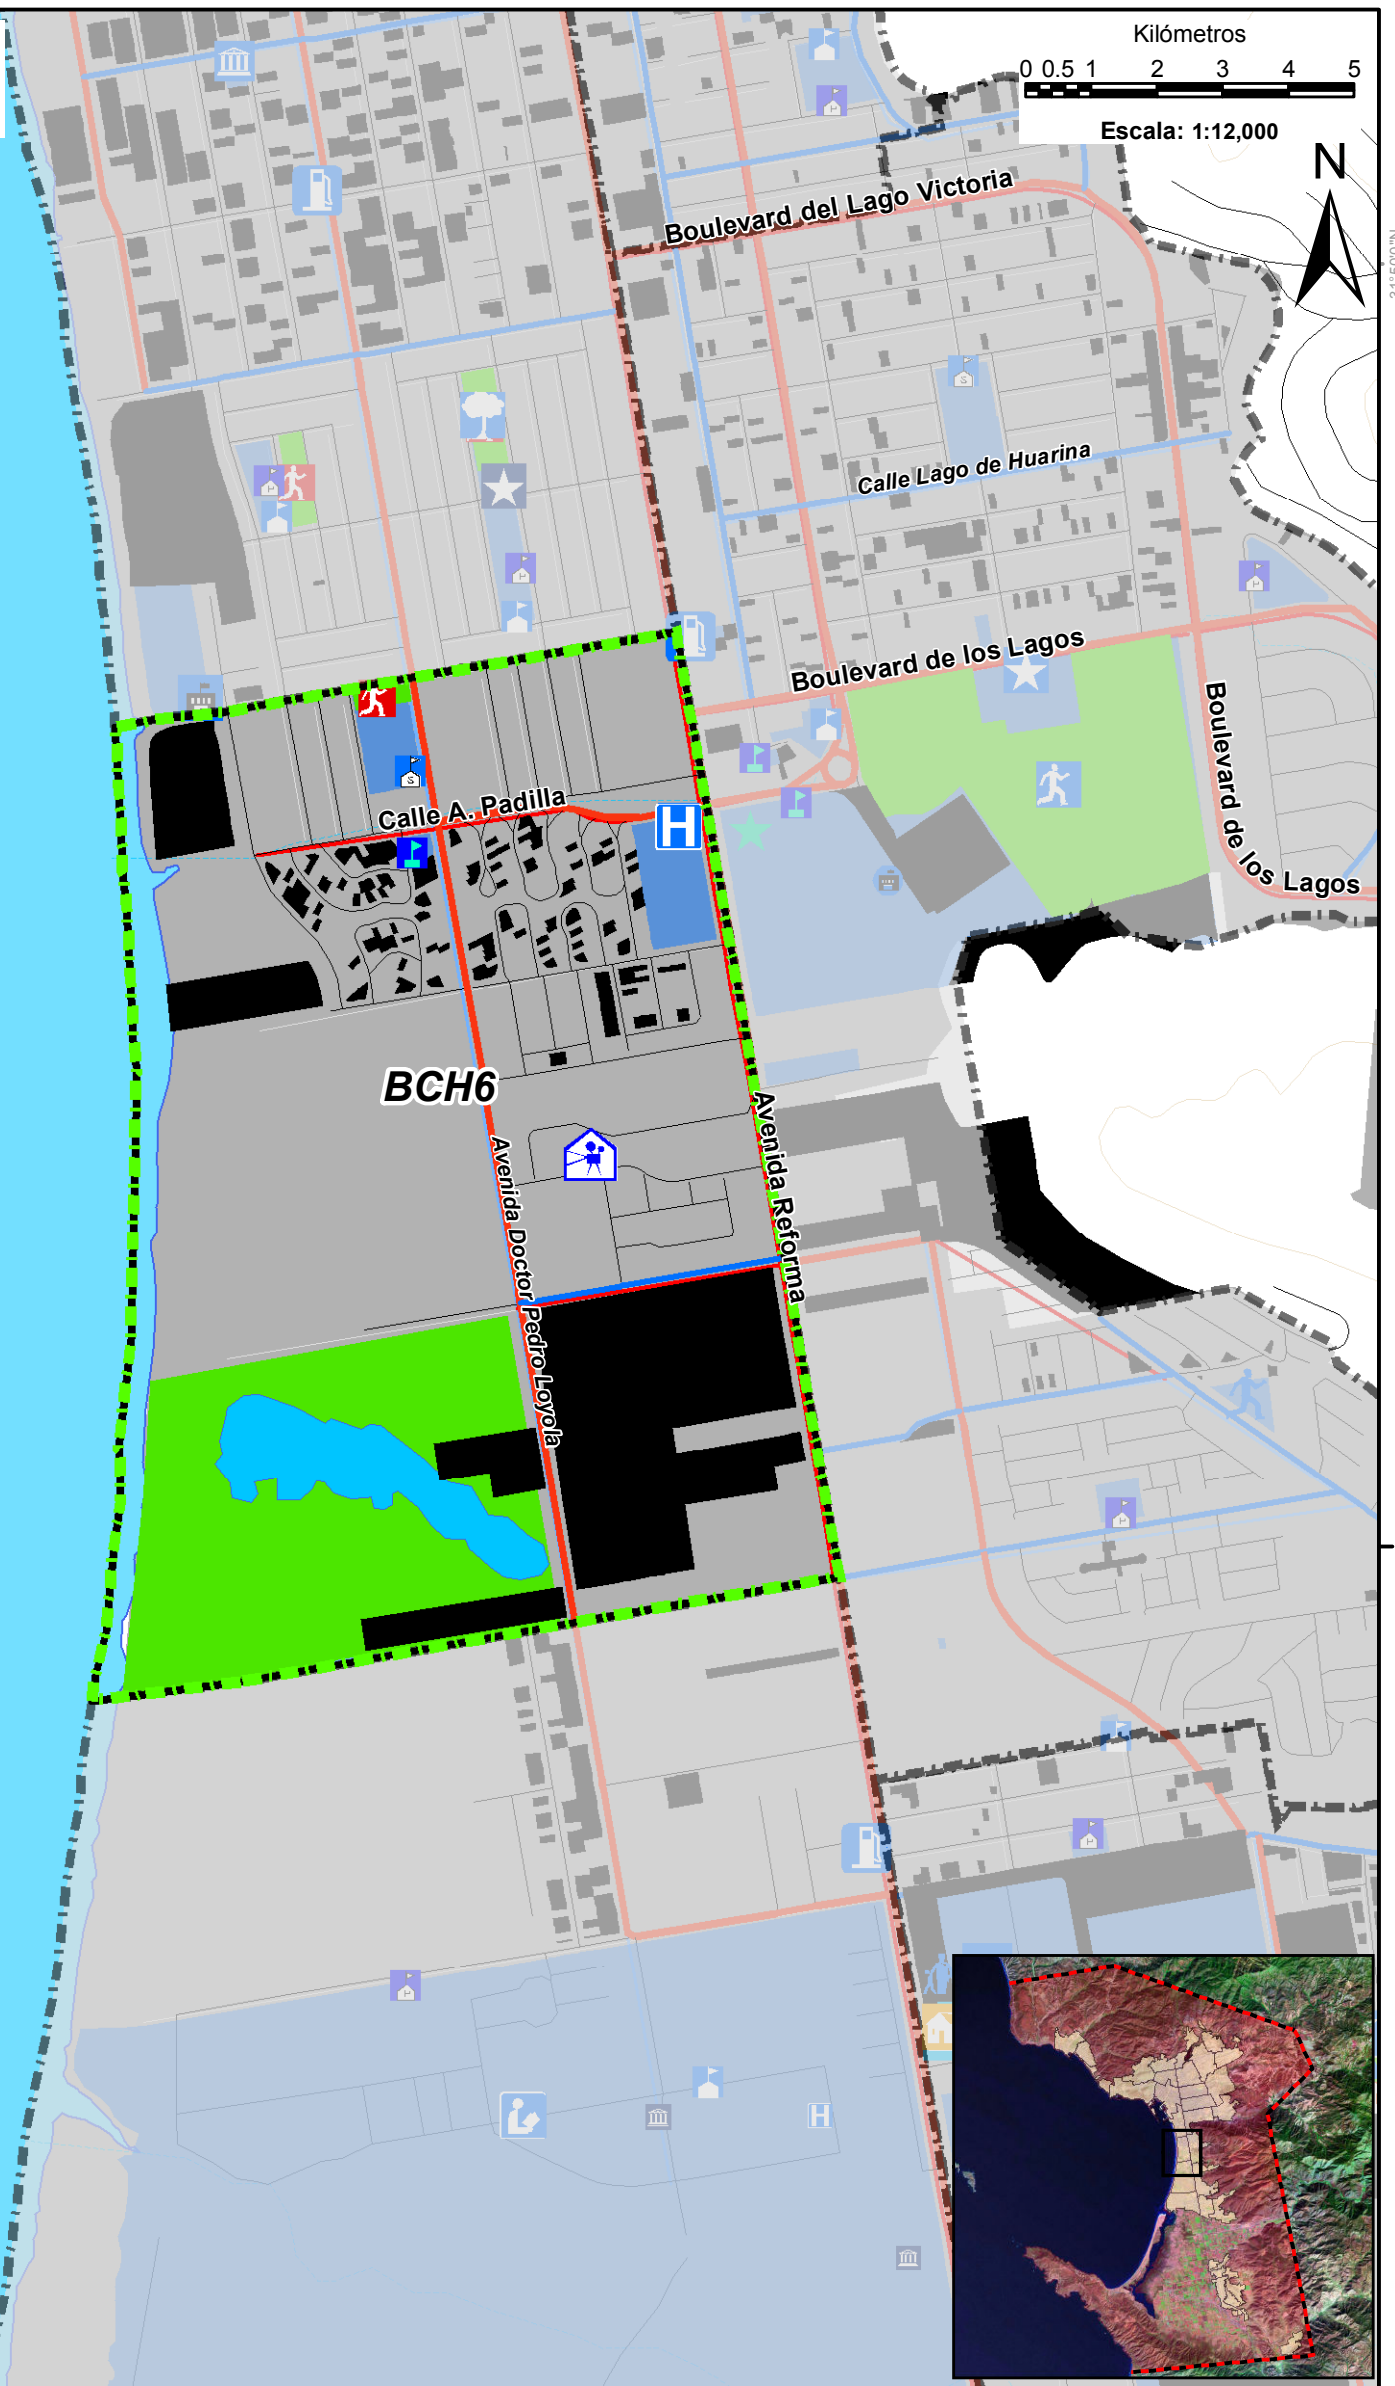 Kilómetros
0 0.5 1 2 3 4 5
Escala: 1:12,000
N
Boulevard del Lago Victoria
Calle Lago de Huarina
Boulevard de los Lagos
Boulevard de los Lagos
Calle A. Padilla
H
BCH6
Avenida Doctor Pedro Loyola
Avenida Reforma
H